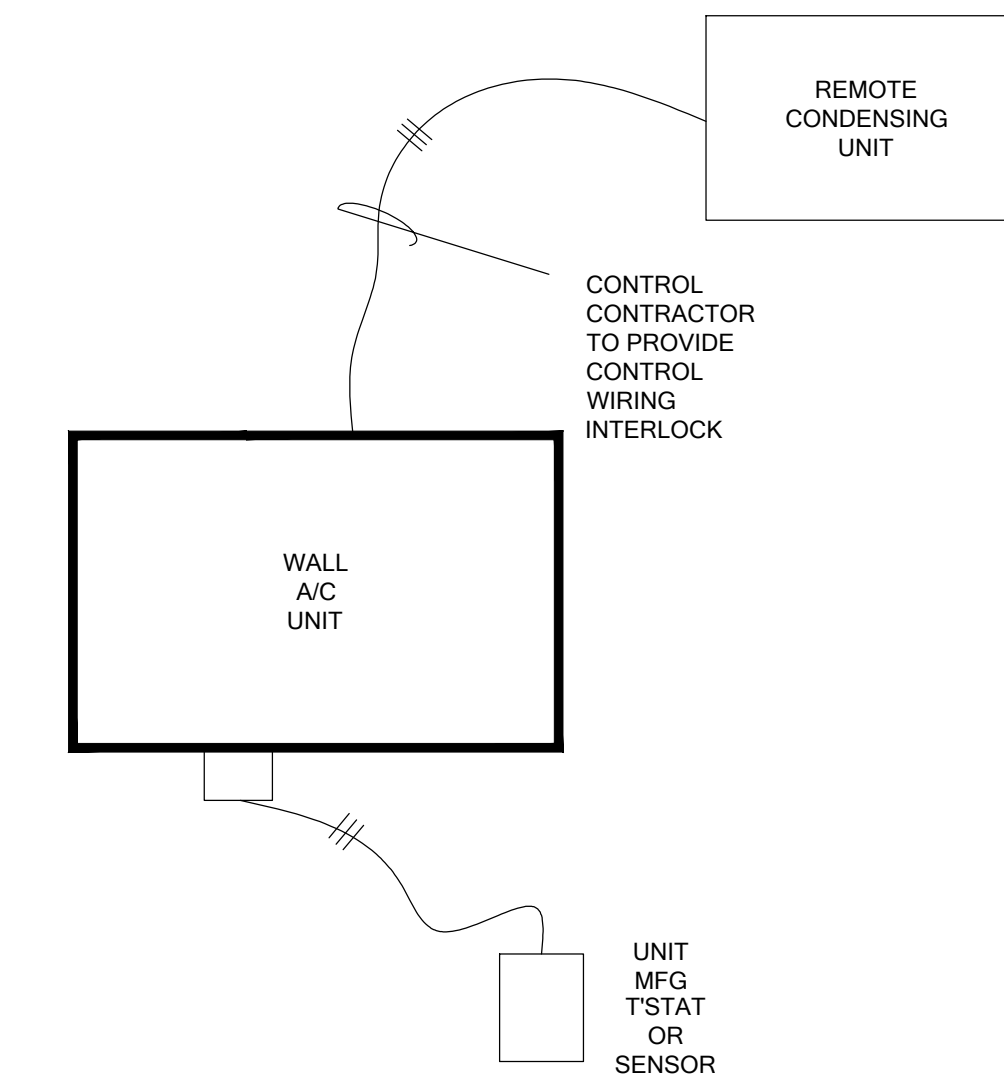 REMOTE
CONDENSING
UNIT
CONTROL
CONTRACTOR
TO PROVIDE
CONTROL
WIRING
INTERLOCK
WALL
A/C
UNIT
UNIT
MFG
T'STAT
OR
SENSOR